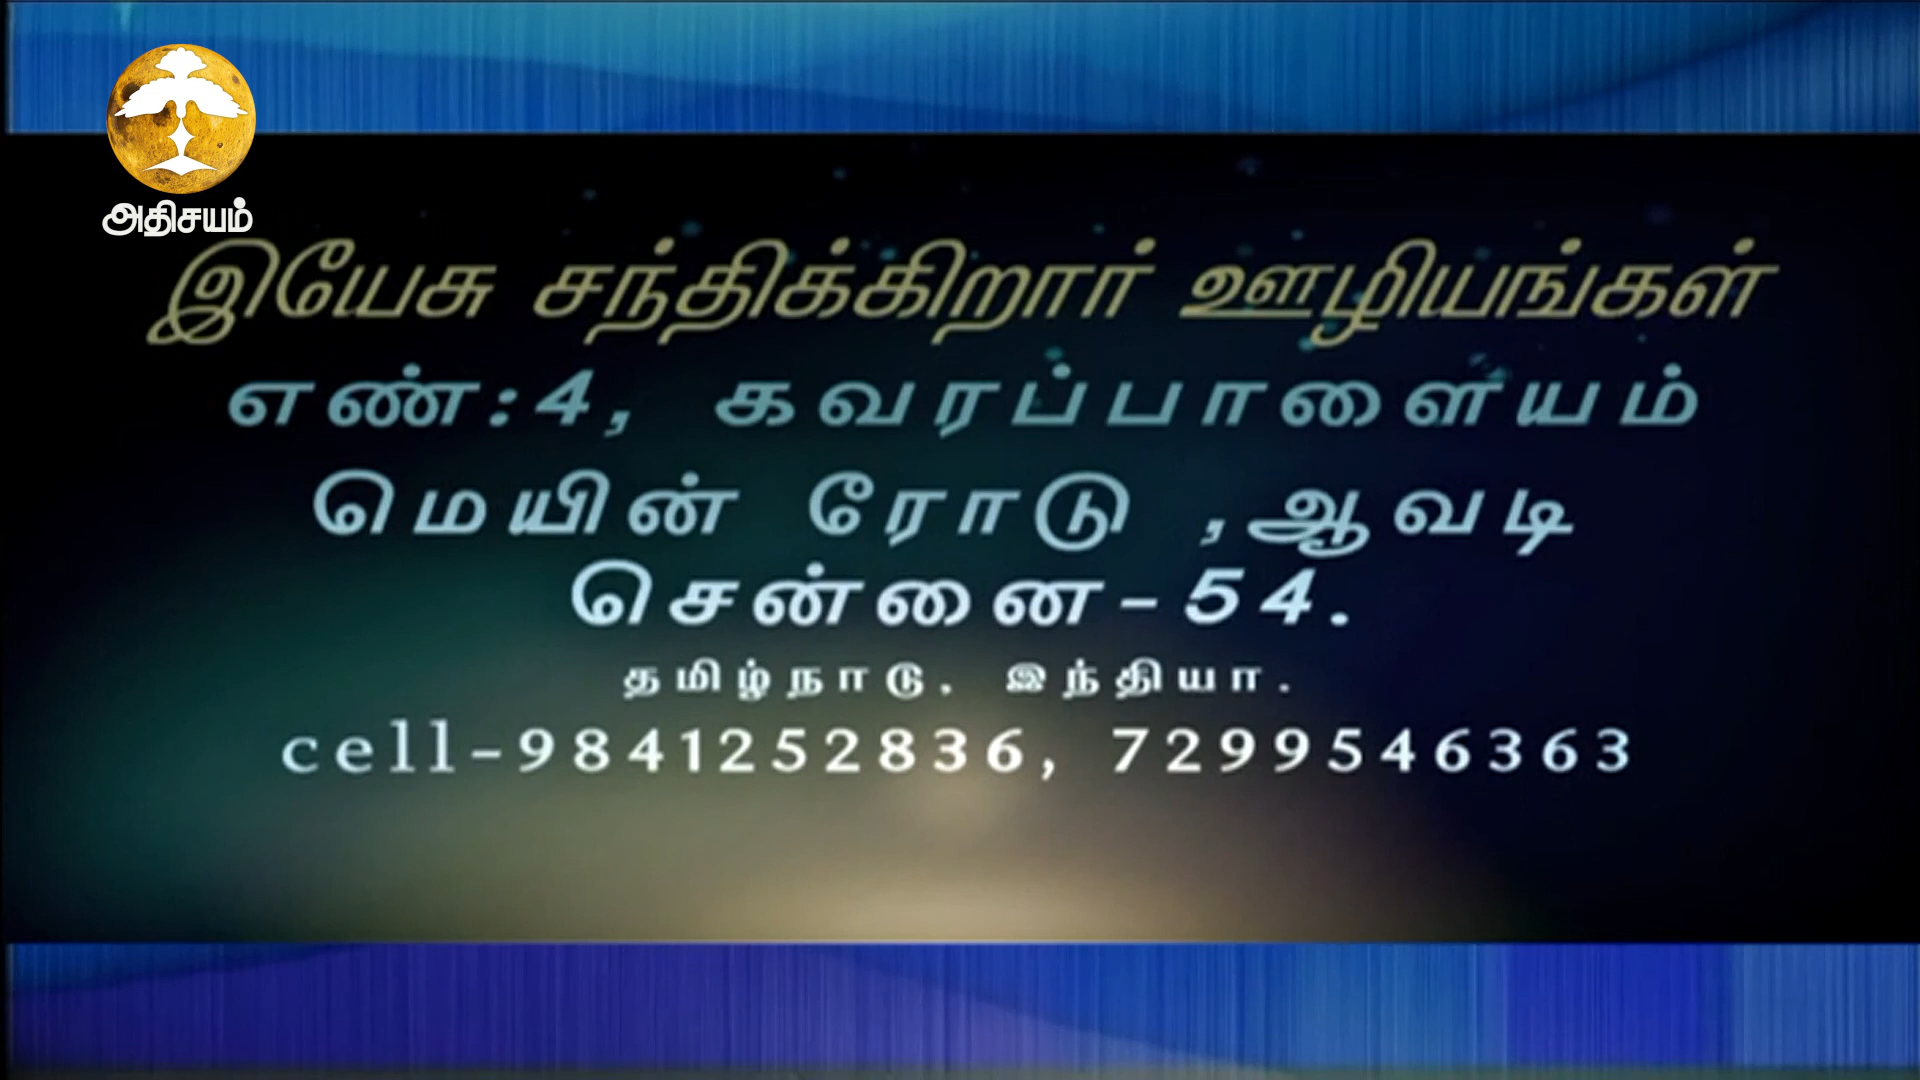 அதிசயம்
இயேசு சந்திக்கிறார் ஊழியங்கள்
எண்:4, கவரப்பாளையம்
மெயின் ரோடு ,ஆவடி
சென்னை-54.
தமிழ்நாடு. இந்தியா.
cell-9841252836, 7299546363